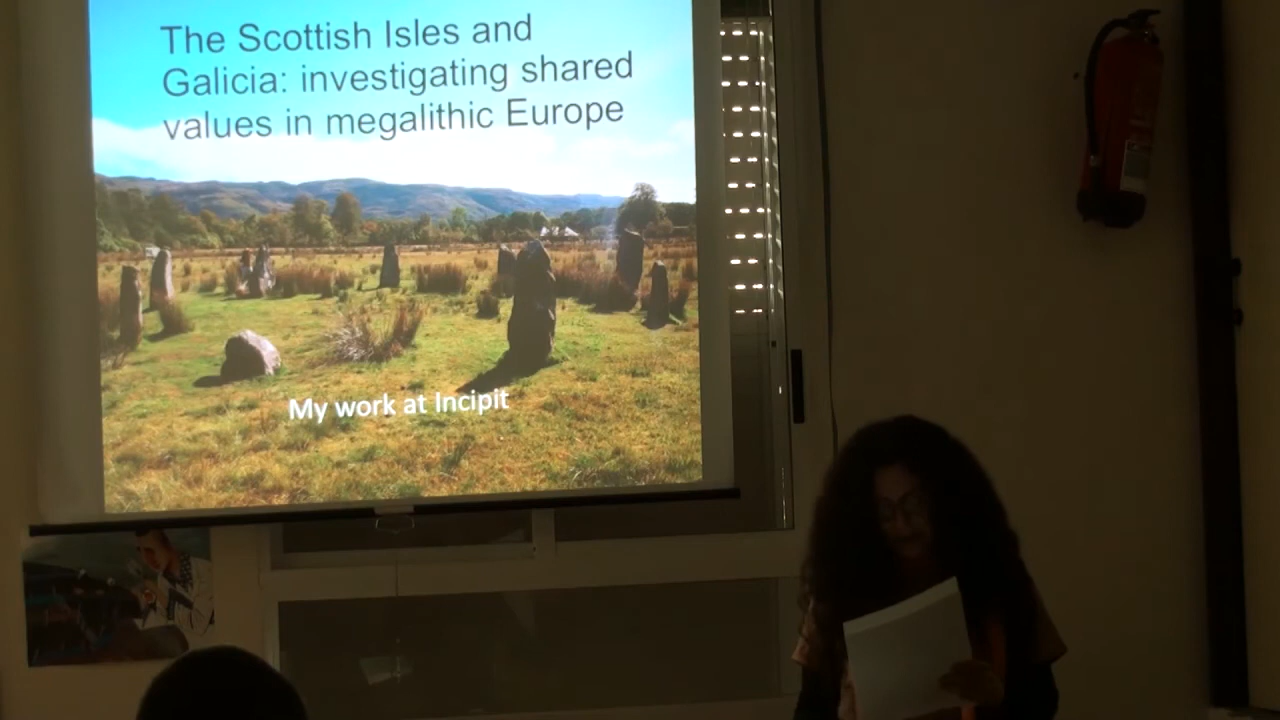 The Scottish Isles and
Galicia: investigating shared
values in megalithic Europe
My work at Incipit